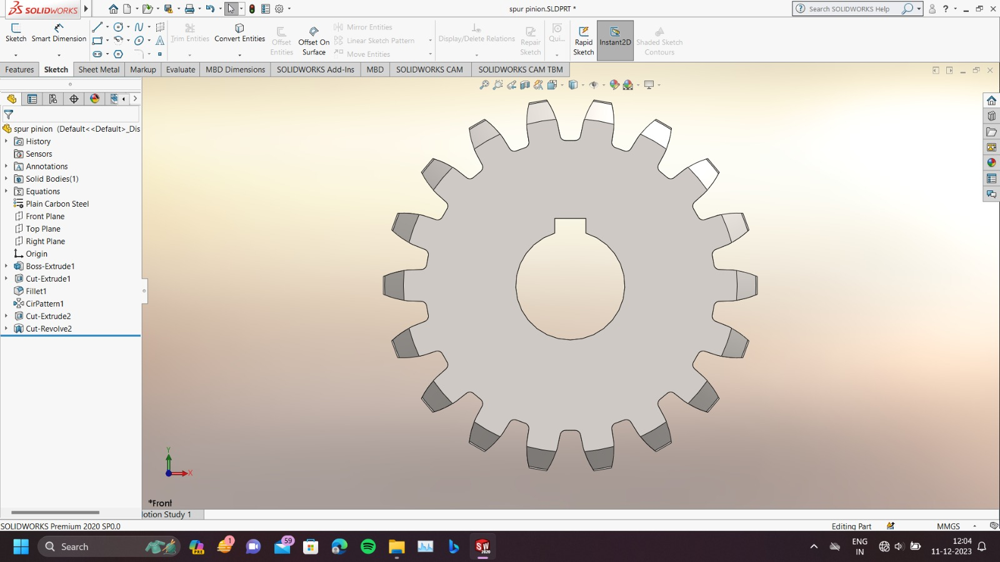 SOLIDWORKS
spur pinion.SLDPRT *
Search SOLIDWORKS Help
?
Sketch
Smart Dimension
Trim Entities
Convert Entities
Offset Entities
Offset On Surface
Mirror Entities
Linear Sketch Pattern
Move Entities
Display/Delete Relations
Repair Sketch
Qui...
Rapid Sketch
Instant2D
Shaded Sketch Contours
Features
Sketch
Sheet Metal
Markup
Evaluate
MBD Dimensions
SOLIDWORKS Add-Ins
MBD
SOLIDWORKS CAM
SOLIDWORKS CAM TBM
spur pinion (Default<<Default>_Dis
History
Sensors
Annotations
Solid Bodies(1)
Equations
Plain Carbon Steel
Front Plane
Top Plane
Right Plane
Origin
Boss-Extrude1
Cut-Extrude1
Fillet1
CirPattern1
Cut-Extrude2
Cut-Revolve2
Y
X
*Front
lotion Study 1
SOLIDWORKS Premium 2020 SP0.0
Editing Part
MMGS
Search
PRE
1
59
SW
2020
ENG
IN
12:04
11-12-2023